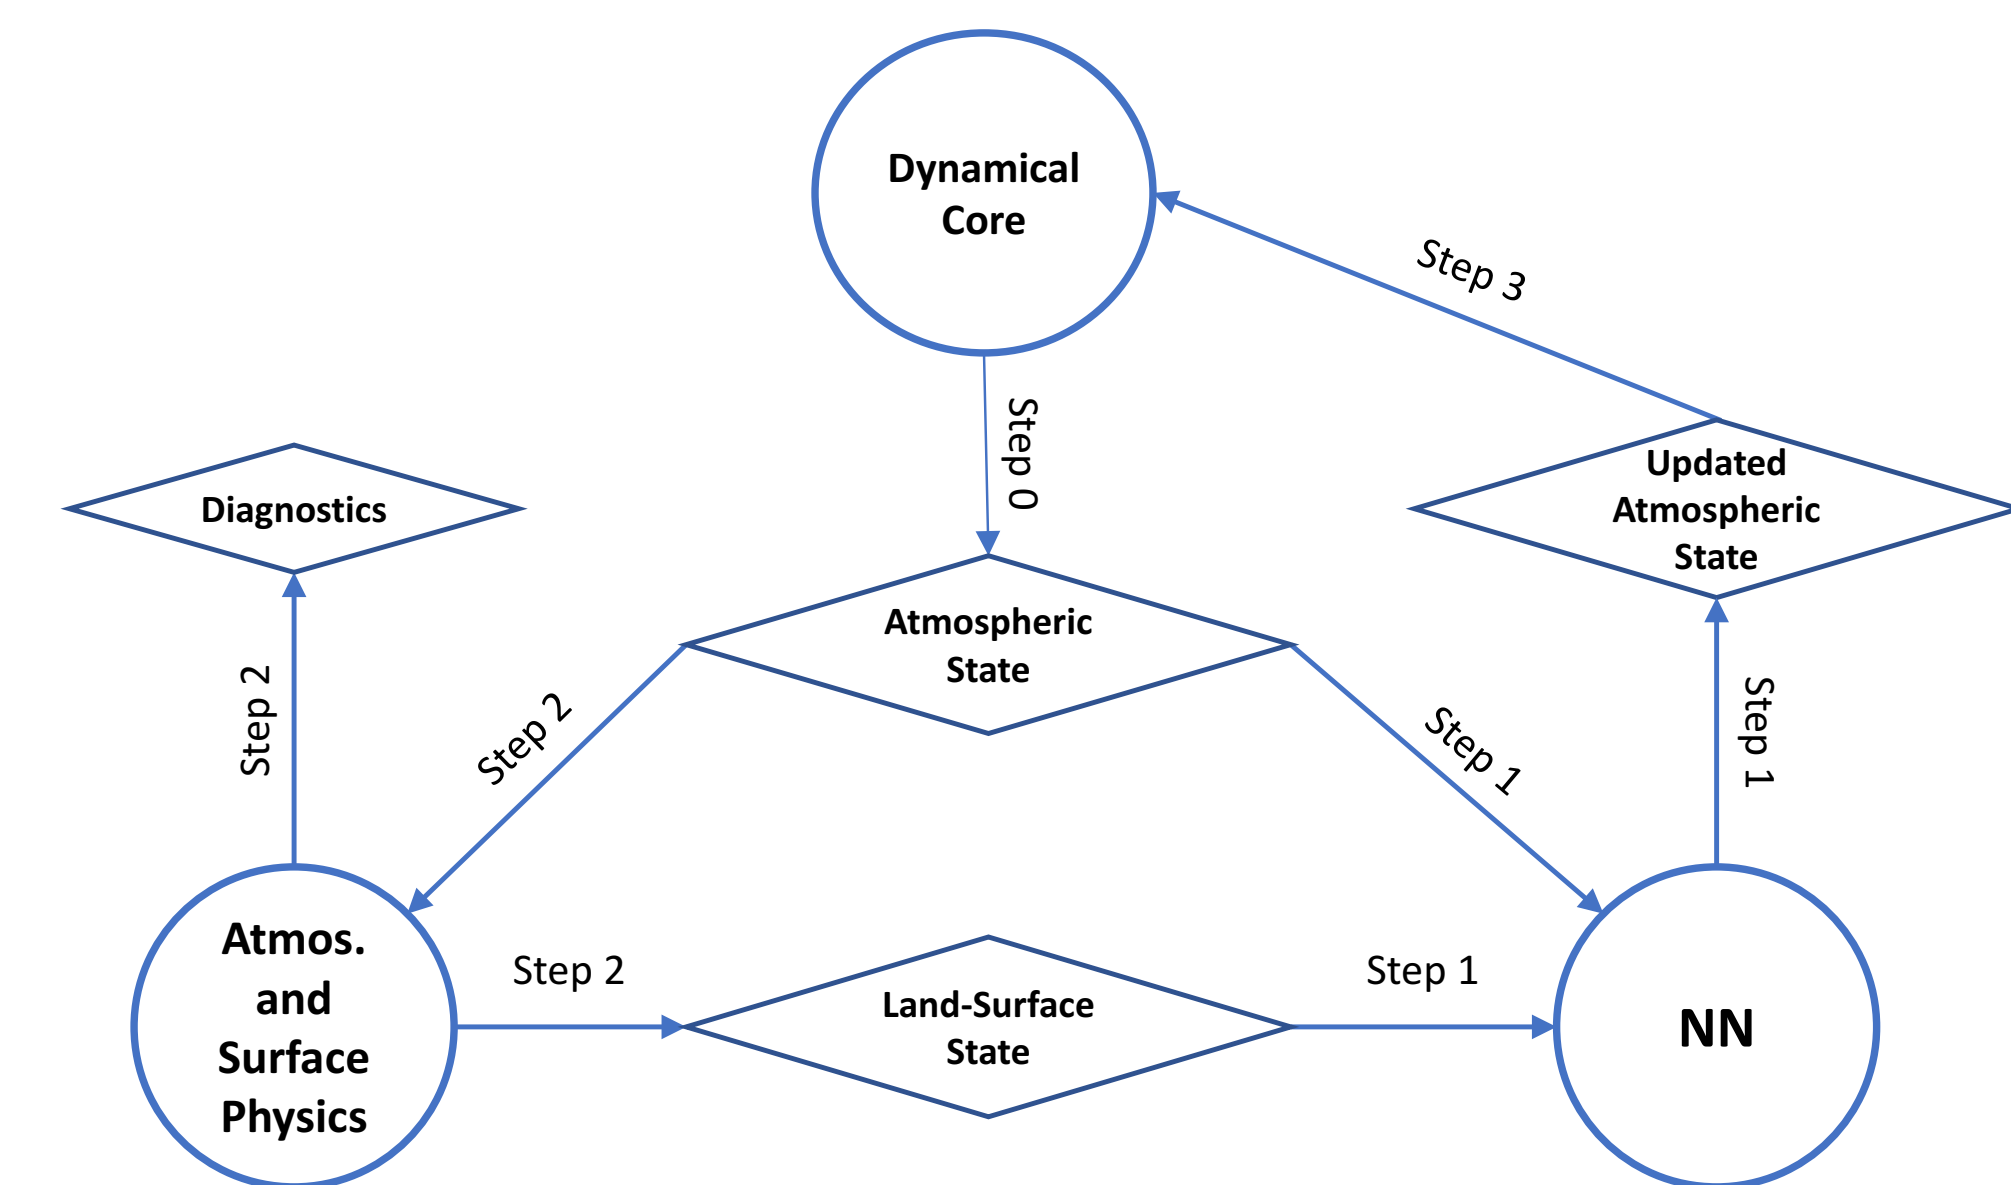 Dynamical
Core
Step 3
Step 0
Diagnostics
Updated
Atmospheric
State
Atmospheric
State
Step 2
Step 2
Step 1
Step 1
Atmos.
and
Surface
Physics
Step 2
Land-Surface
State
Step 1
NN